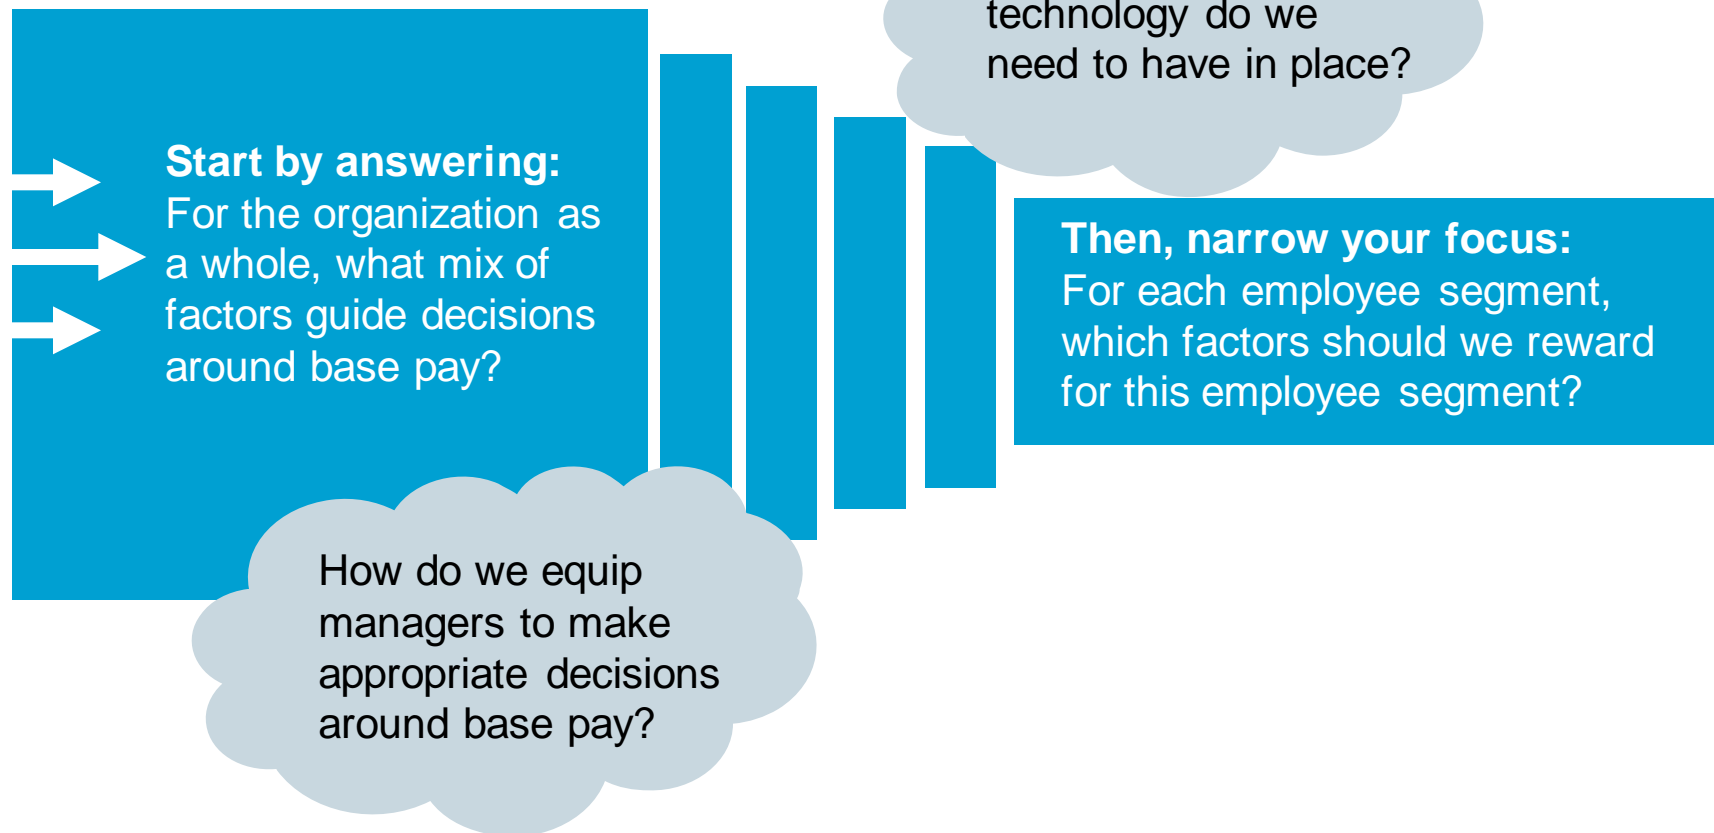 technology do we
need to have in place?
Start by answering:
For the organization as
a whole, what mix of
factors guide decisions
around base pay?
Then, narrow your focus:
For each employee segment,
which factors should we reward
for this employee segment?
How do we equip
managers to make
appropriate decisions
around base pay?